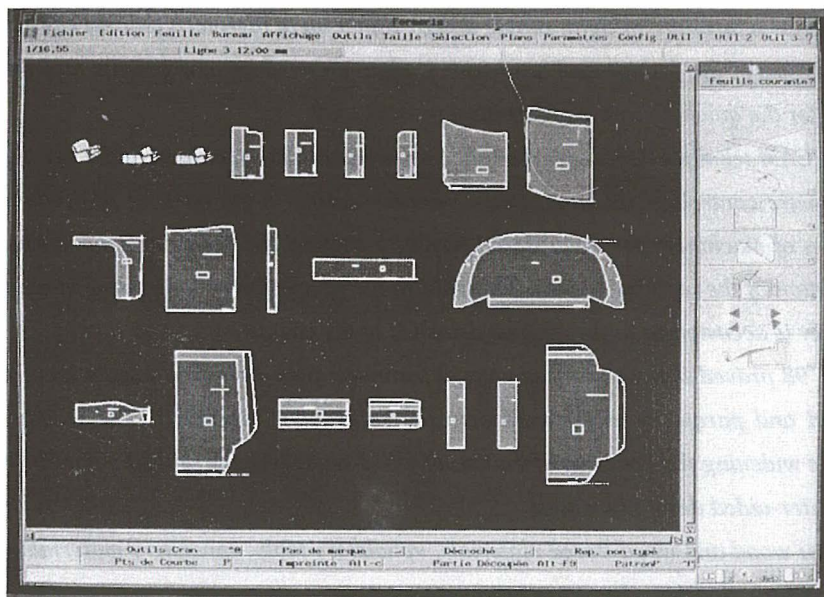 Formaris
Fichier Edition Feuille Bureau Affichage Outils Taille Sélection Plans Paramètres Config Util 1 Util 2 Util 3 ?
1/16,55 Ligne 3 12,00 mm
Feuille courante?
Outils Cran ^@ Pas de marque Décroché Rep. non typé
Pts de Courbe P Empreinte Alt-c Partie Découpée Alt-F9 PatronP